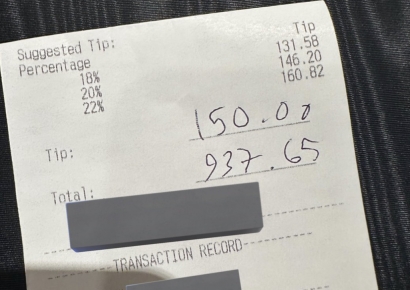 Suggested Tip:
Percentage Tip
18% 131.58
20% 146.20
22% 160.82
150.00
Tip:
937.65
Total:
TRANSACTION RECORD